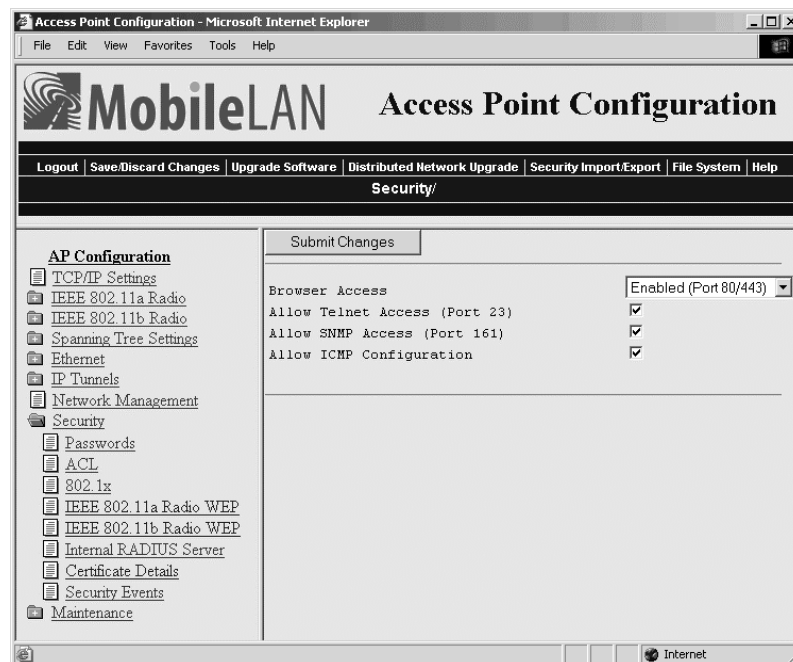 Access Point Configuration - Microsoft Internet Explorer
File Edit View Favorites Tools Help
MobileLAN
Access Point Configuration
Logout | Save/Discard Changes | Upgrade Software | Distributed Network Upgrade | Security Import/Export | File System | Help
Security/
AP Configuration
TCP/IP Settings
IEEE 802.11a Radio
IEEE 802.11b Radio
Spanning Tree Settings
Ethernet
IP Tunnels
Network Management
Security
Passwords
ACL
802.1x
IEEE 802.11a Radio WEP
IEEE 802.11b Radio WEP
Internal RADIUS Server
Certificate Details
Security Events
Maintenance
Submit Changes
Browser Access Enabled (Port 80/443)
Allow Telnet Access (Port 23)
Allow SNMP Access (Port 161)
Allow ICMP Configuration
Internet